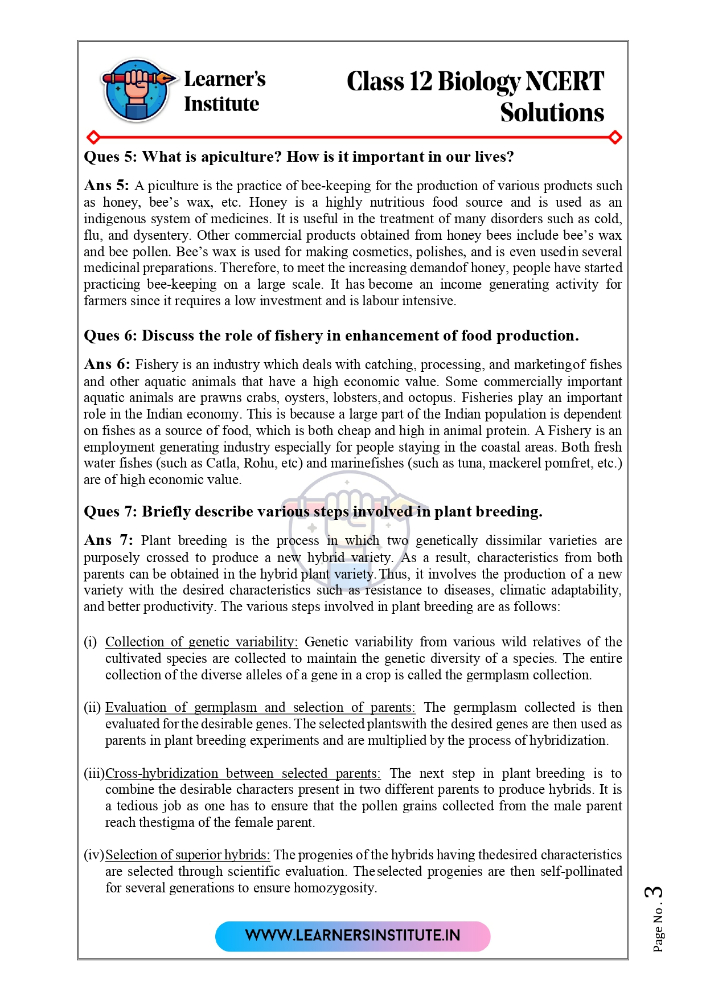 Learner's
Institute
Class 12 Biology NCERT
Solutions
Ques 5: What is apiculture? How is it important in our lives?
Ans 5: A piculture is the practice of bee-keeping for the production of various products such
as honey, bee's wax, etc. Honey is a highly nutritious food source and is used as an
indigenous system of medicines. It is useful in the treatment of many disorders such as cold,
flu, and dysentery. Other commercial products obtained from honey bees include bee's wax
and bee pollen. Bee's wax is used for making cosmetics, polishes, and is even usedin several
medicinal preparations. Therefore, to meet the increasing demandof honey, people have started
practicing bee-keeping on a large scale. It has become an income generating activity for
farmers since it requires a low investment and is labour intensive.
Ques 6: Discuss the role of fishery in enhancement of food production.
Ans 6: Fishery is an industry which deals with catching, processing, and marketingof fishes
and other aquatic animals that have a high economic value. Some commercially important
aquatic animals are prawns crabs, oysters, lobsters,and octopus. Fisheries play an important
role in the Indian economy. This is because a large part of the Indian population is dependent
on fishes as a source of food, which is both cheap and high in animal protein. A Fishery is an
employment generating industry especially for people staying in the coastal areas. Both fresh
water fishes (such as Catla, Rohu, etc) and marinefishes (such as tuna, mackerel pomfret, etc.)
are of high economic value.
Ques 7: Briefly describe various steps involved in plant breeding.
Ans 7: Plant breeding is the process in which two genetically dissimilar varieties are
purposely crossed to produce a new hybrid variety. As a result, characteristics from both
parents can be obtained in the hybrid plant variety.Thus, it involves the production of a new
variety with the desired characteristics such as resistance to diseases, climatic adaptability,
and better productivity. The various steps involved in plant breeding are as follows:
(i) Collection of genetic variability: Genetic variability from various wild relatives of the
cultivated species are collected to maintain the genetic diversity of a species. The entire
collection of the diverse alleles of a gene in a crop is called the germplasm collection.
(ii) Evaluation of germplasm and selection of parents: The germplasm collected is then
evaluated for the desirable genes. The selected plantswith the desired genes are then used as
parents in plant breeding experiments and are multiplied by the process of hybridization.
(iii)Cross-hybridization between selected parents: The next step in plant breeding is to
combine the desirable characters present in two different parents to produce hybrids. It is
a tedious job as one has to ensure that the pollen grains collected from the male parent
reach thestigma of the female parent.
(iv)Selection of superior hybrids: The progenies of the hybrids having thedesired characteristics
are selected through scientific evaluation. The selected progenies are then self-pollinated
for several generations to ensure homozygosity.
WWW.LEARNERSINSTITUTE.IN
Page No. 3